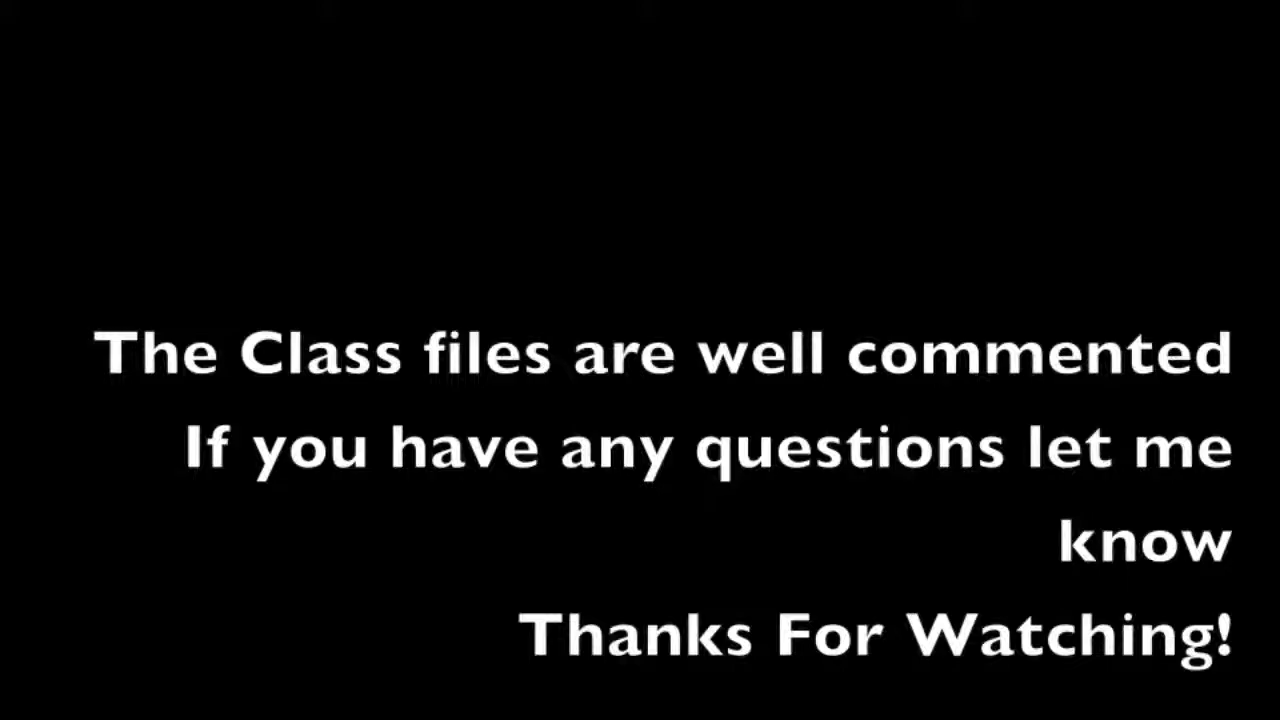 The Class files are well commented
If you have any questions let me
know
Thanks For Watching!